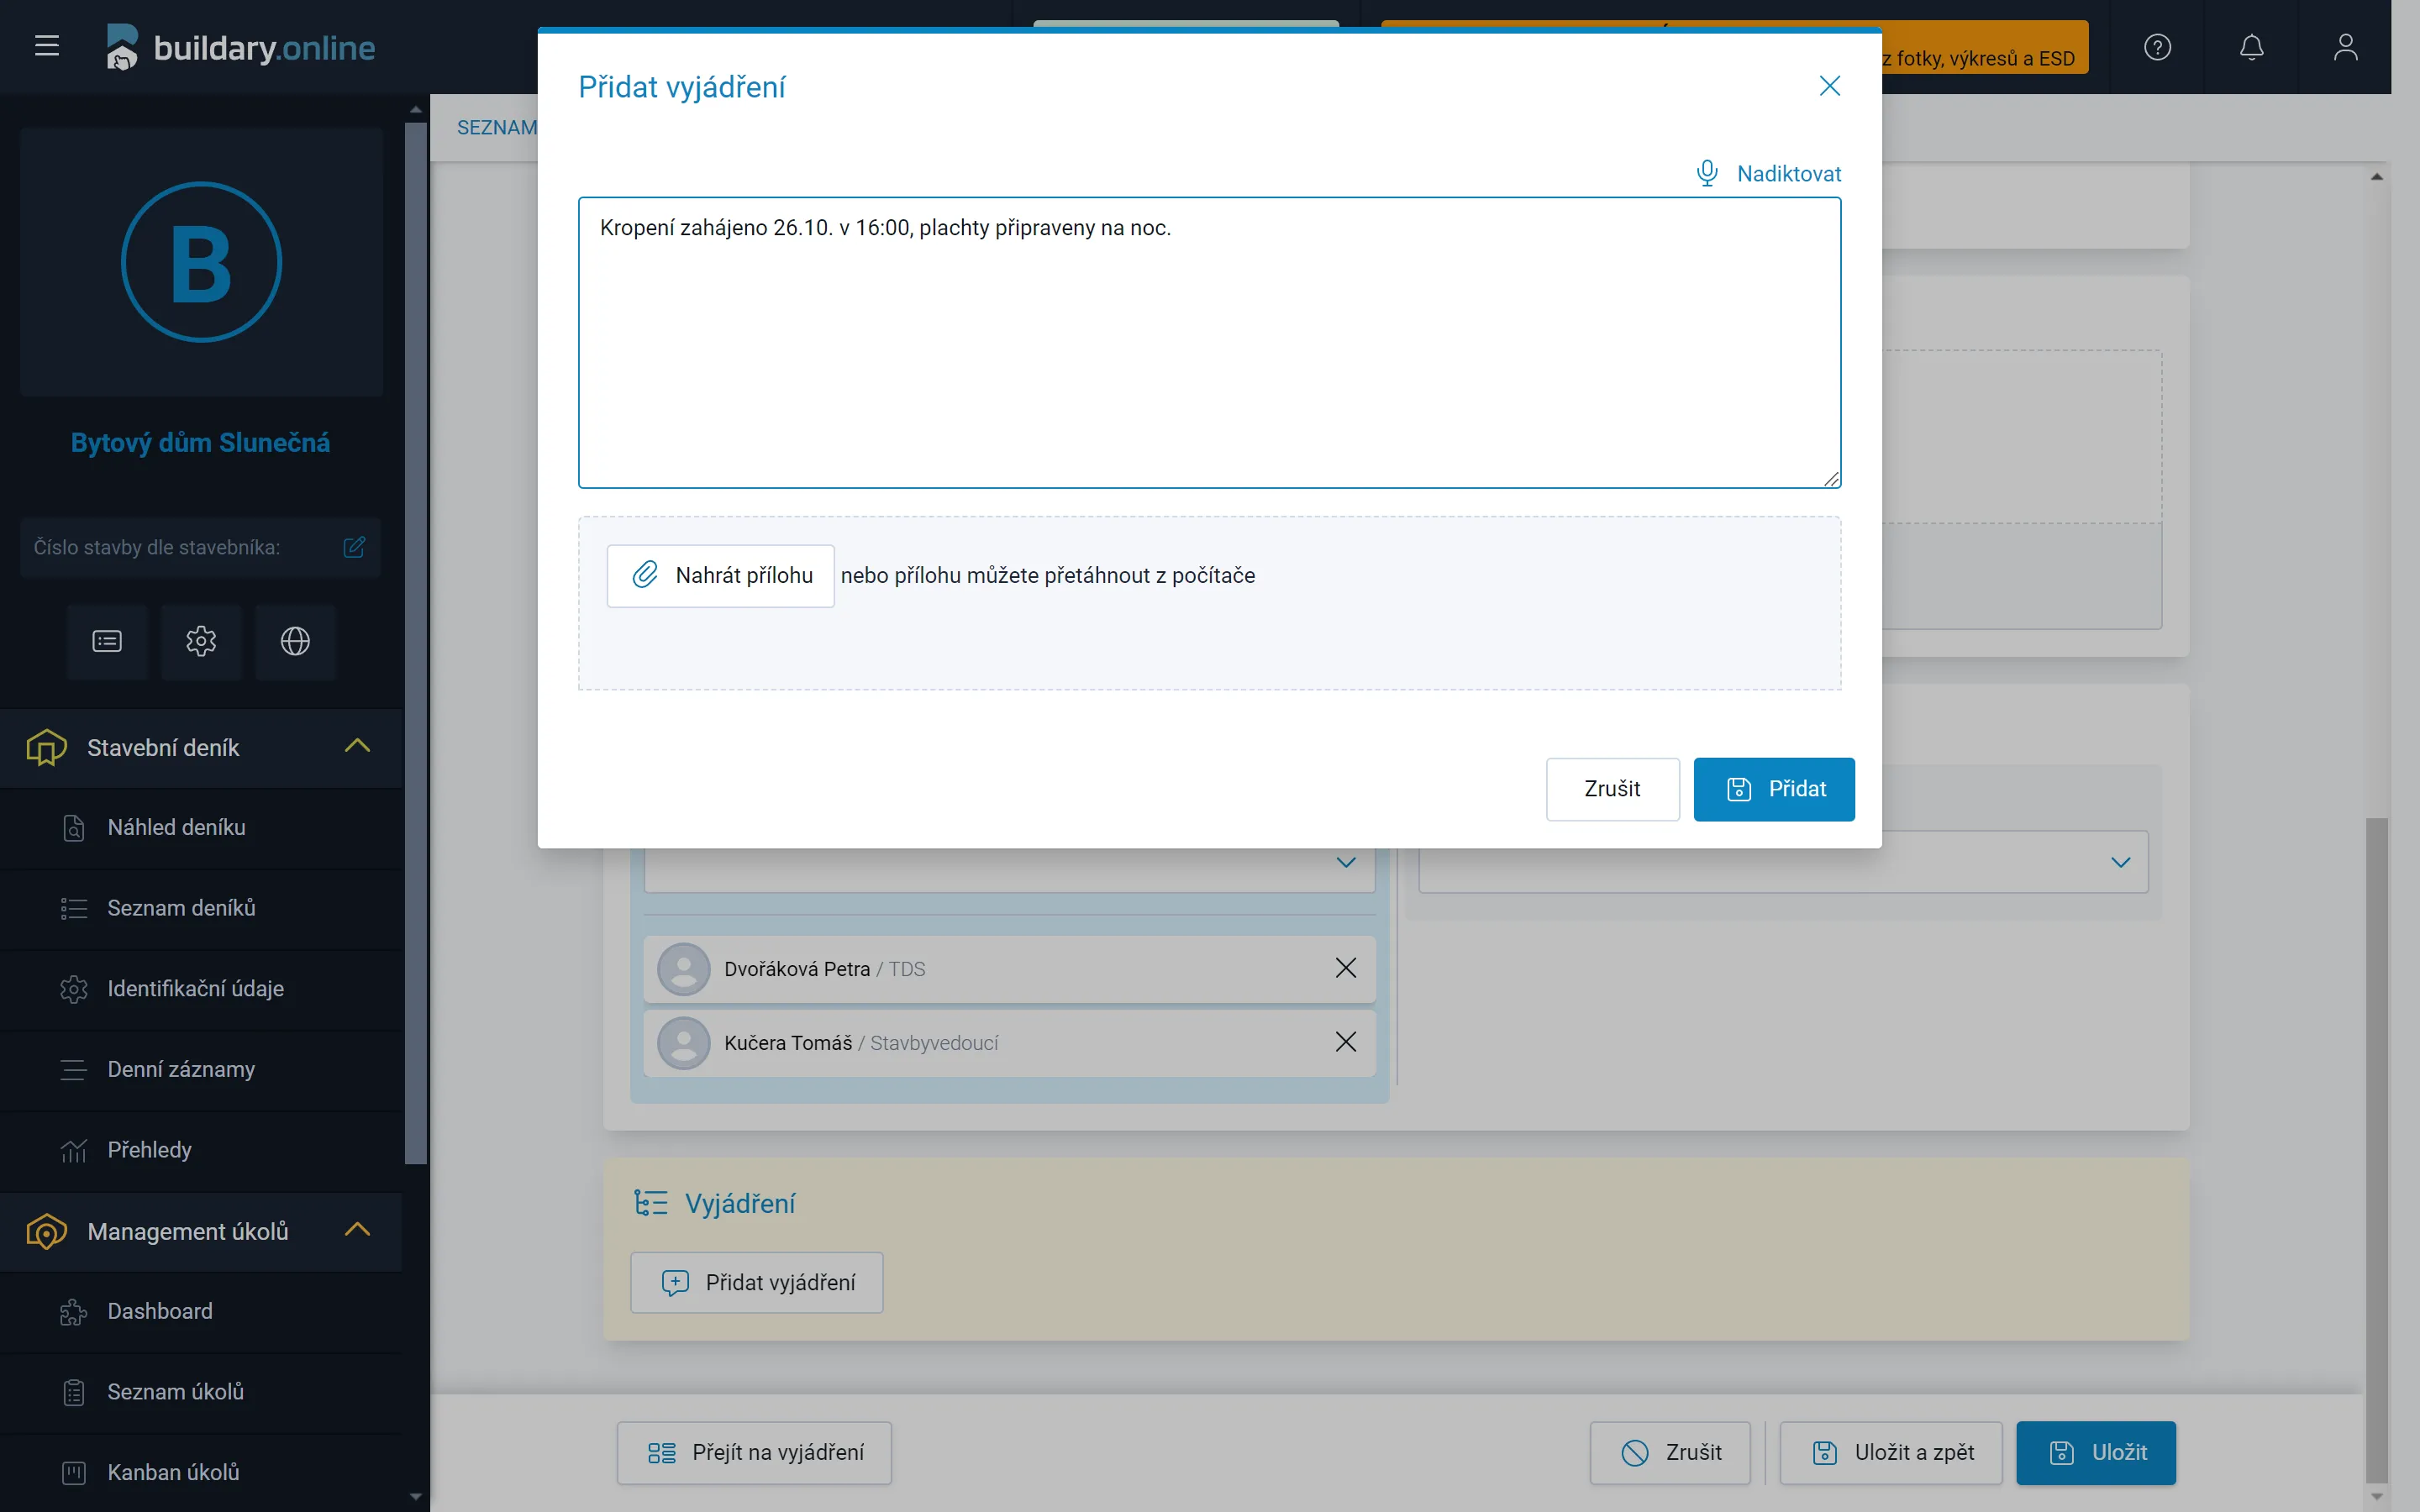 buildary.online
z fotky, výkresů a ESD
B
Bytový dům Slunečná
Číslo stavby dle stavebníka:
Stavební deník
Náhled deníku
Seznam deníků
Identifikační údaje
Denní záznamy
Přehledy
Management úkolů
Dashboard
Seznam úkolů
Kanban úkolů
SEZNAM
Přidat vyjádření
Nadiktovat
Kropení zahájeno 26.10. v 16:00, plachty připraveny na noc.
Nahrát přílohu nebo přílohu můžete přetáhnout z počítače
Zrušit
Přidat
Dvořáková Petra / TDS
Kučera Tomáš / Stavbyvedoucí
Vyjádření
Přidat vyjádření
Přejít na vyjádření
Zrušit
Uložit a zpět
Uložit